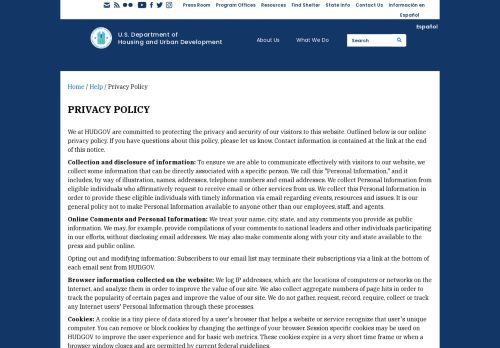 Press Room Program Offices Resources Find Shelter State Info Contact Us Información en
Español
Español
U.S. Department of
Housing and Urban Development
About Us What We Do Search
Home / Help / Privacy Policy
PRIVACY POLICY
We at HUDGOV are committed to protecting the privacy and security of our visitors to this website. Outlined below is our online
privacy policy. If you have questions about this policy, please let us know. Contact information is contained at the link at the end
of this notice.
Collection and disclosure of information: To ensure we are able to communicate effectively with visitors to our website, we
collect some information that can be directly associated with a specific person. We call this "Personal Information," and it
includes, by way of illustration, names, addresses, telephone numbers and email addresses. We collect Personal Information from
eligible individuals who affirmatively request to receive email or other services from us. We collect this Personal Information in
order to provide these eligible individuals with timely information via email regarding events, resources and issues. It is our
general policy not to make Personal Information available to anyone other than our employees, staff, and agents.
Online Comments and Personal Information: We treat your name, city, state, and any comments you provide as public
information. We may, for example, provide compilations of your comments to national leaders and other individuals participating
in our efforts, without disclosing email addresses. We may also make comments along with your city and state available to the
press and public online.
Opting out and modifying information: Subscribers to our email list may terminate their subscriptions via a link at the bottom of
each email sent from HUDGOV.
Browser information collected on the website: We log IP addresses, which are the locations of computers or networks on the
Internet, and analyze them in order to improve the value of our site. We also collect aggregate numbers of page hits in order to
track the popularity of certain pages and improve the value of our site. We do not gather, request, record, require, collect or track
any Internet users' Personal Information through these processes.
Cookies: A cookie is a tiny piece of data stored by a user's browser that helps a website or service recognize that user's unique
computer. You can remove or block cookies by changing the settings of your browser. Session specific cookies may be used on
HUDGOV to improve the user experience and for basic web metrics. These cookies expire in a very short time frame or when a
browser window closes and are permitted by current federal guidelines.